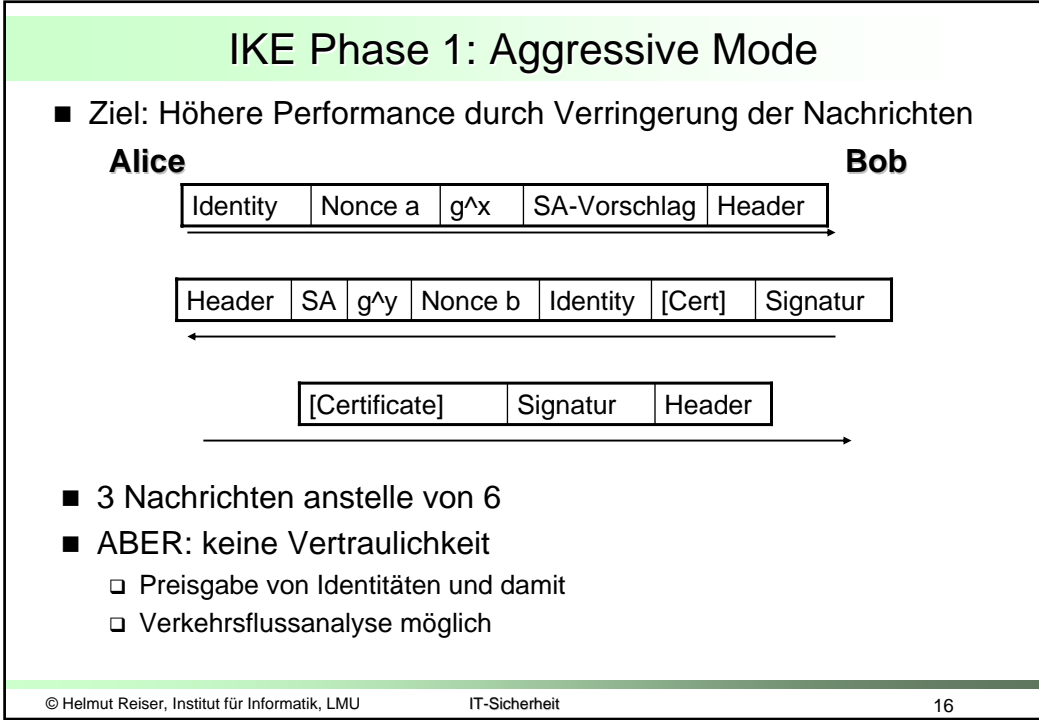 IKE Phase 1: Aggressive Mode
■ Ziel: Höhere Performance durch Verringerung der Nachrichten
Alice Bob
Identity Nonce a g^x SA-Vorschlag Header
Header SA g^y Nonce b Identity [Cert] Signatur
[Certificate] Signatur Header
■ 3 Nachrichten anstelle von 6
■ ABER: keine Vertraulichkeit
❑ Preisgabe von Identitäten und damit
❑ Verkehrsflussanalyse möglich
© Helmut Reiser, Institut für Informatik, LMU IT-Sicherheit 16